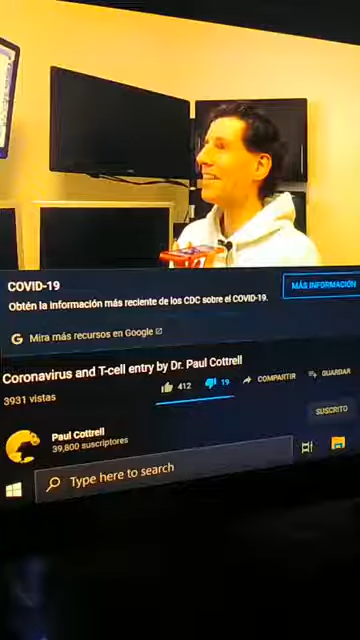 COVID-19
MÁS INFORMACIÓN
Obtén la información más reciente de los CDC sobre el COVID-19.
G Mira más recursos en Google
Coronavirus and T-cell entry by Dr. Paul Cottrell
3931 vistas
412
19
COMPARTIR
GUARDAR
Paul Cottrell
39,800 suscriptores
SUSCRITO
Type here to search